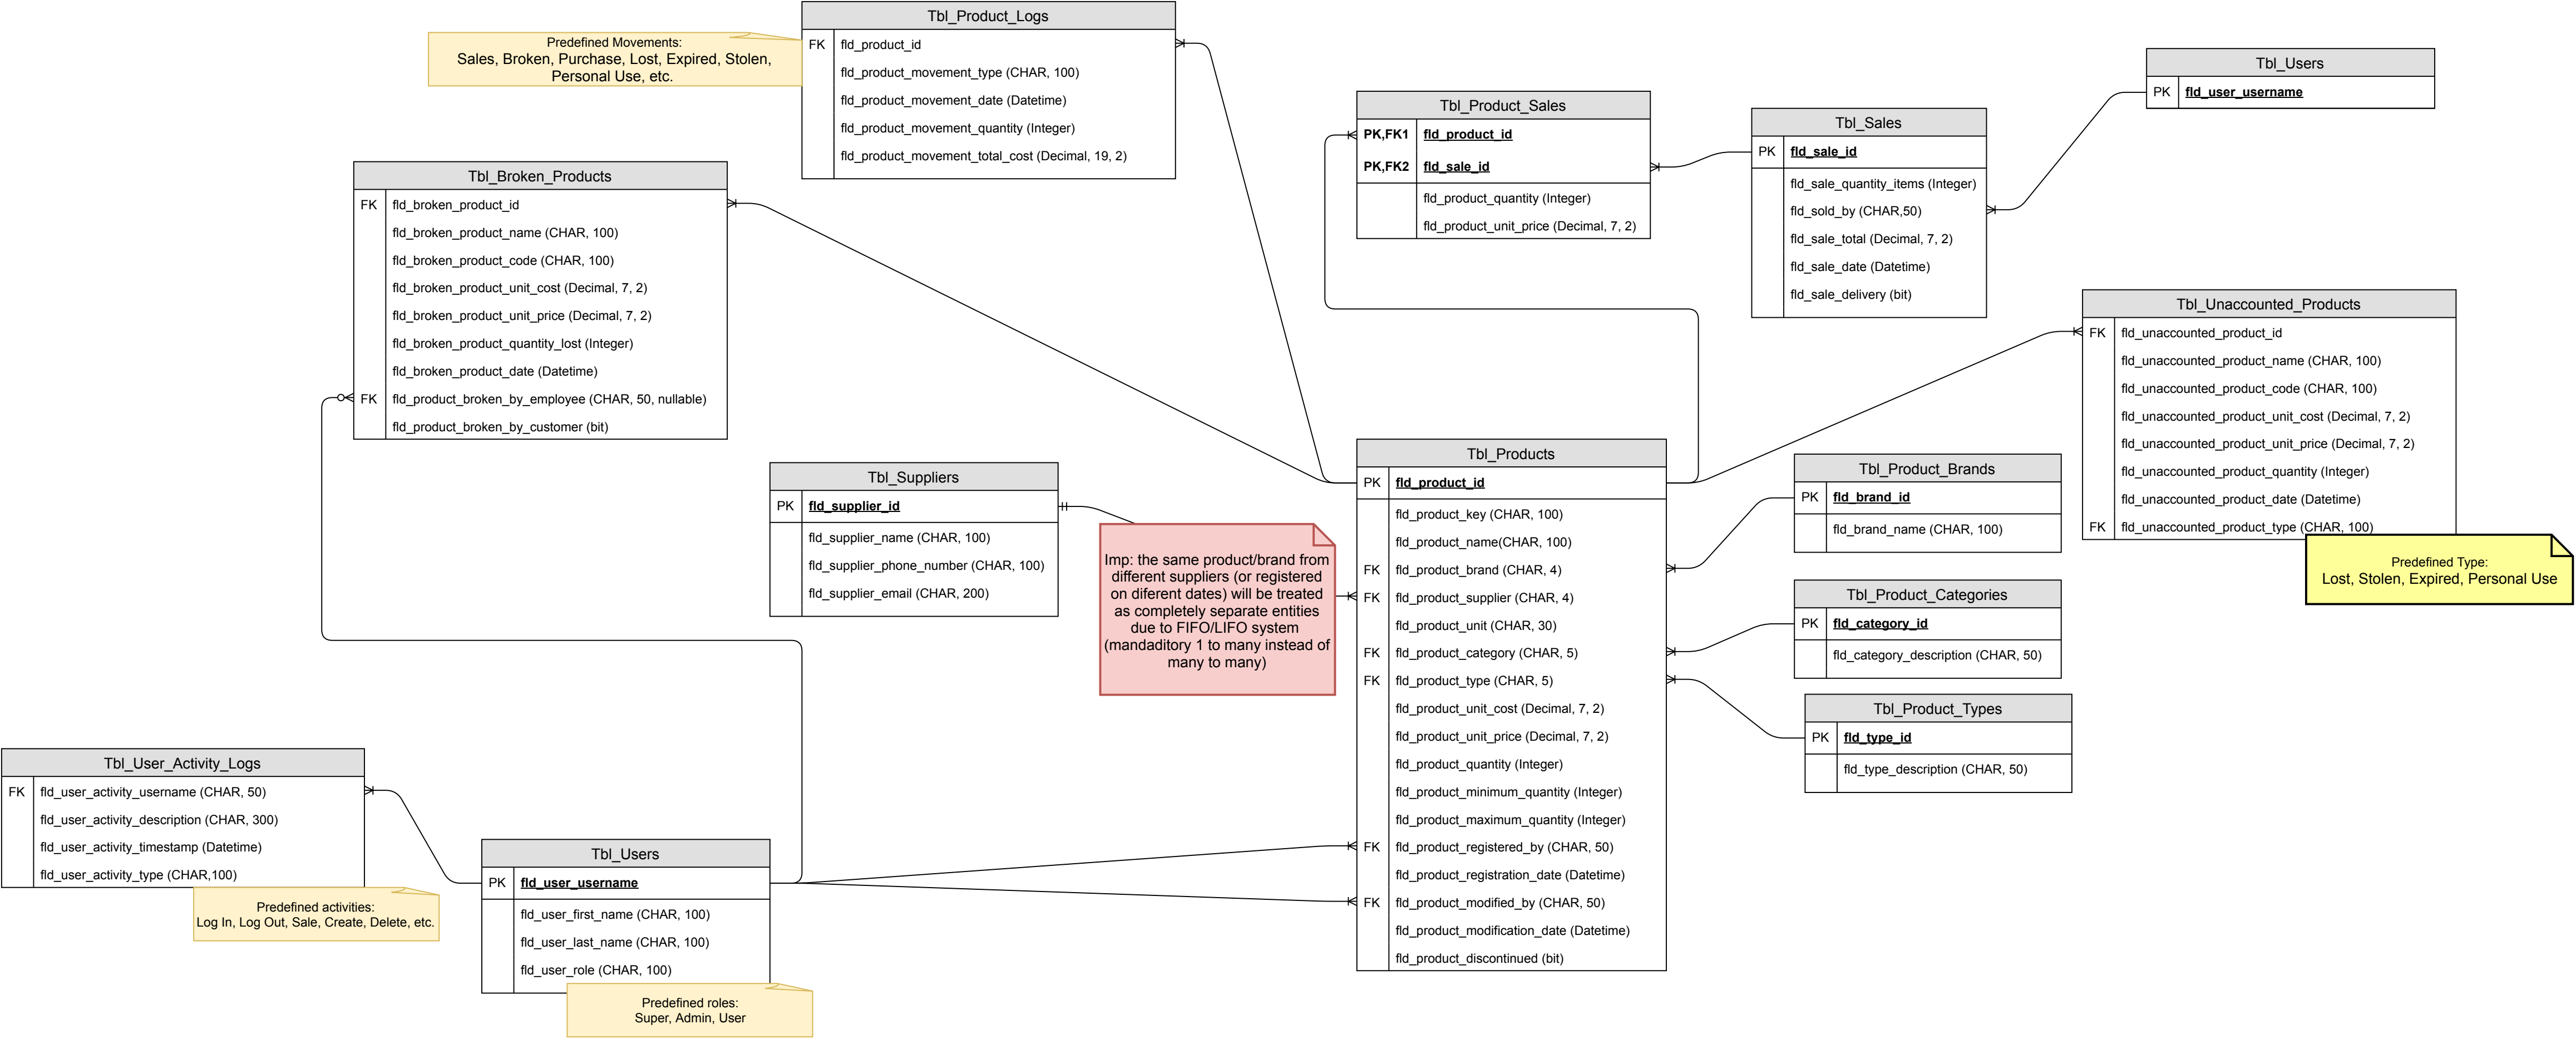 Tbl_Product_Logs
FK fld_product_id
fld_product_movement_type (CHAR, 100)
fld_product_movement_date (Datetime)
fld_product_movement_quantity (Integer)
fld_product_movement_total_cost (Decimal, 19, 2)
Predefined Movements:
Sales, Broken, Purchase, Lost, Expired, Stolen,
Personal Use, etc.
Tbl_Users
PK fld_user_username
Tbl_Product_Sales
PK,FK1 fld_product_id
PK,FK2 fld_sale_id
fld_product_quantity (Integer)
fld_product_unit_price (Decimal, 7, 2)
Tbl_Sales
PK fld_sale_id
fld_sale_quantity_items (Integer)
fld_sold_by (CHAR,50)
fld_sale_total (Decimal, 7, 2)
fld_sale_date (Datetime)
fld_sale_delivery (bit)
Tbl_Broken_Products
FK fld_broken_product_id
fld_broken_product_name (CHAR, 100)
fld_broken_product_code (CHAR, 100)
fld_broken_product_unit_cost (Decimal, 7, 2)
fld_broken_product_unit_price (Decimal, 7, 2)
fld_broken_product_quantity_lost (Integer)
fld_broken_product_date (Datetime)
FK fld_product_broken_by_employee (CHAR, 50, nullable)
fld_product_broken_by_customer (bit)
Tbl_Unaccounted_Products
FK fld_unaccounted_product_id
fld_unaccounted_product_name (CHAR, 100)
fld_unaccounted_product_code (CHAR, 100)
fld_unaccounted_product_unit_cost (Decimal, 7, 2)
fld_unaccounted_product_unit_price (Decimal, 7, 2)
fld_unaccounted_product_quantity (Integer)
fld_unaccounted_product_date (Datetime)
FK fld_unaccounted_product_type (CHAR, 100)
Predefined Type:
Lost, Stolen, Expired, Personal Use
Tbl_Suppliers
PK fld_supplier_id
fld_supplier_name (CHAR, 100)
fld_supplier_phone_number (CHAR, 100)
fld_supplier_email (CHAR, 200)
Imp: the same product/brand from
different suppliers (or registered
on diferent dates) will be treated
as completely separate entities
due to FIFO/LIFO system
(mandaditory 1 to many instead of
many to many)
Tbl_Products
PK fld_product_id
fld_product_key (CHAR, 100)
fld_product_name(CHAR, 100)
FK fld_product_brand (CHAR, 4)
FK fld_product_supplier (CHAR, 4)
fld_product_unit (CHAR, 30)
FK fld_product_category (CHAR, 5)
FK fld_product_type (CHAR, 5)
fld_product_unit_cost (Decimal, 7, 2)
fld_product_unit_price (Decimal, 7, 2)
fld_product_quantity (Integer)
fld_product_minimum_quantity (Integer)
fld_product_maximum_quantity (Integer)
FK fld_product_registered_by (CHAR, 50)
fld_product_registration_date (Datetime)
FK fld_product_modified_by (CHAR, 50)
fld_product_modification_date (Datetime)
fld_product_discontinued (bit)
Tbl_Product_Brands
PK fld_brand_id
fld_brand_name (CHAR, 100)
Tbl_Product_Categories
PK fld_category_id
fld_category_description (CHAR, 50)
Tbl_Product_Types
PK fld_type_id
fld_type_description (CHAR, 50)
Tbl_User_Activity_Logs
FK fld_user_activity_username (CHAR, 50)
fld_user_activity_description (CHAR, 300)
fld_user_activity_timestamp (Datetime)
fld_user_activity_type (CHAR,100)
Predefined activities:
Log In, Log Out, Sale, Create, Delete, etc.
Tbl_Users
PK fld_user_username
fld_user_first_name (CHAR, 100)
fld_user_last_name (CHAR, 100)
fld_user_role (CHAR, 100)
Predefined roles:
Super, Admin, User